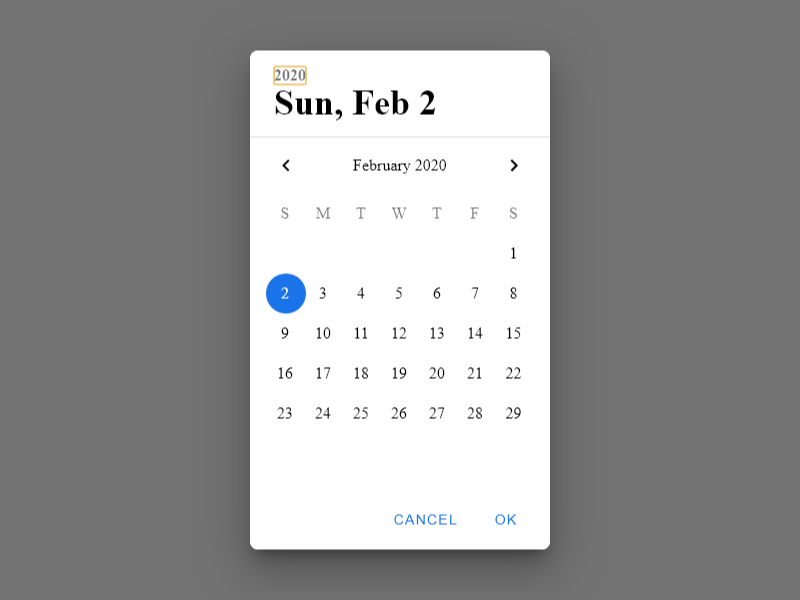 2020
Sun, Feb 2
February 2020
S M T W T F S
1
2 3 4 5 6 7 8
9 10 11 12 13 14 15
16 17 18 19 20 21 22
23 24 25 26 27 28 29
CANCEL OK